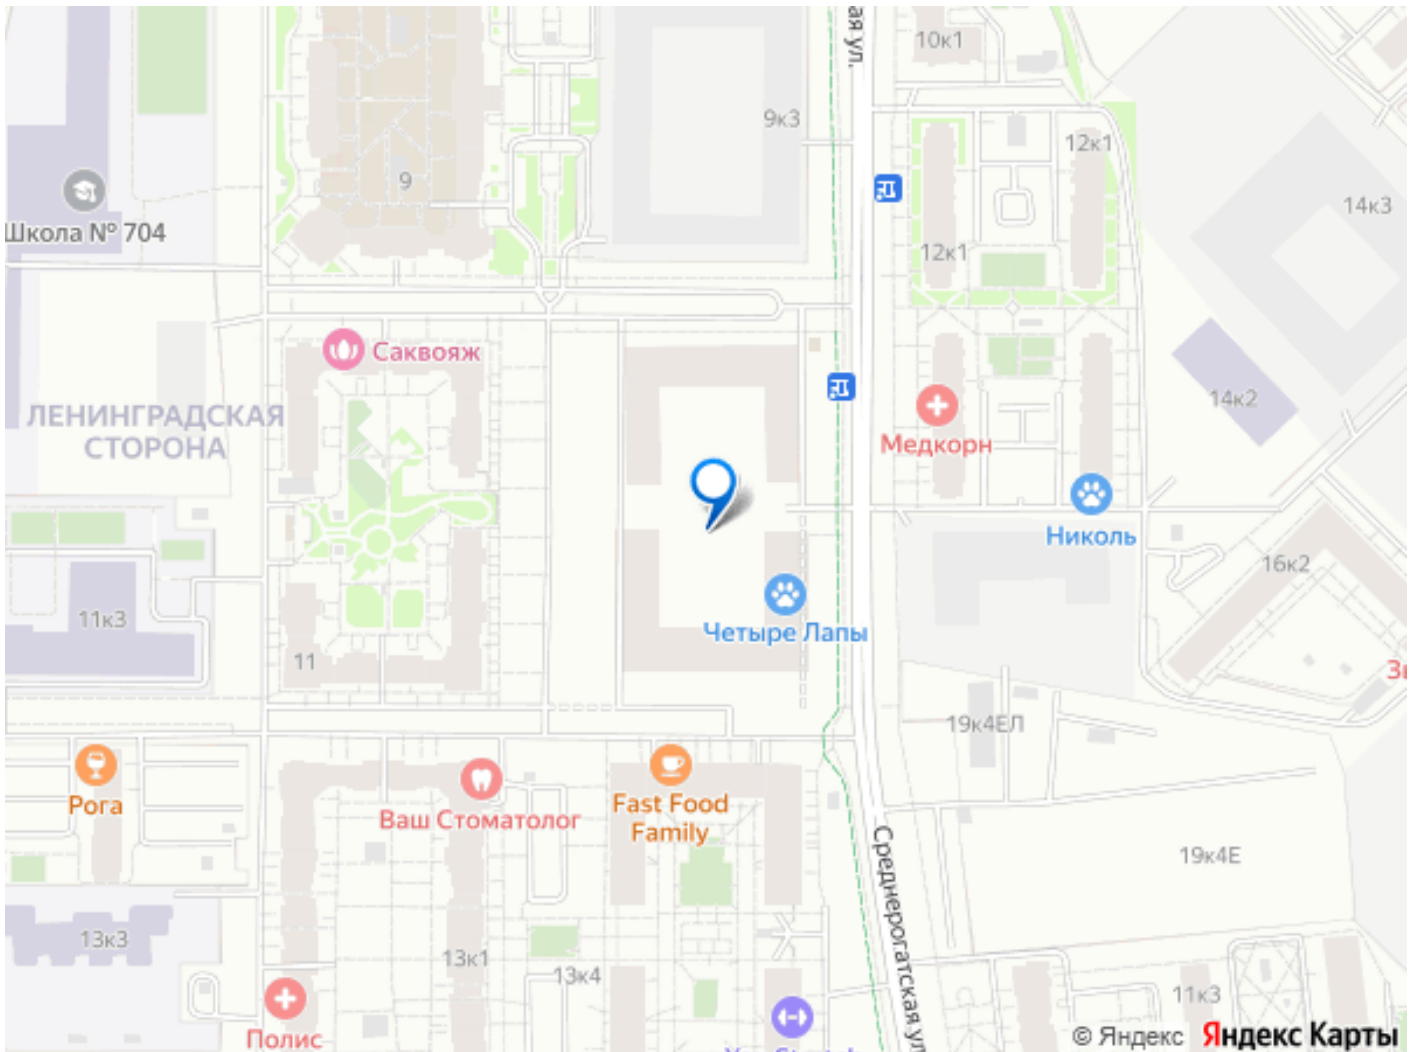 ая ул.
10к1
9к3
12к1
9
14к3
Школа № 704
12к1
Саквояж
14к2
ЛЕНИНГРАДСКАЯ
СТОРОНА
Медкорн
Николь
16к2
11к3
Четыре Лапы
11
Зв
19к4ЕЛ
Рога
Fast Food
Family
Ваш Стоматолог
19к4Е
Среднерогатская ул
13к3
13к1
13к4
11к3
Полис
© Яндекс
Яндекс Карты